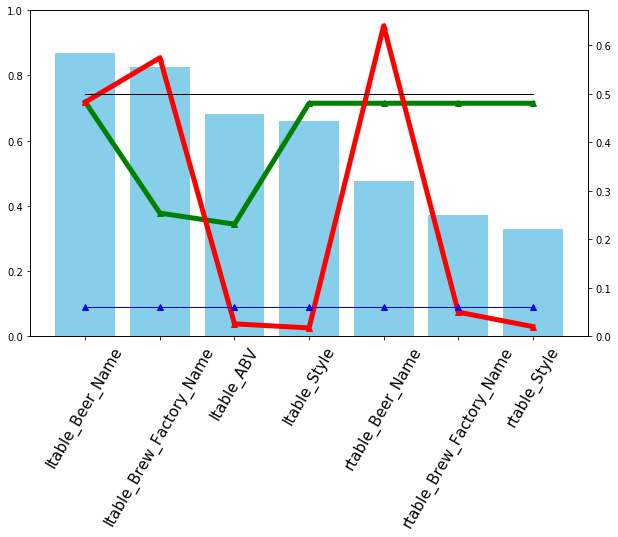 1.0
0.8
0.6
0.4
0.2
0.0
0.6
0.5
0.4
0.3
0.2
0.1
0.0
ltable_Beer_Name
ltable_Brew_Factory_Name
ltable_ABV
ltable_Style
rtable_Beer_Name
rtable_Brew_Factory_Name
rtable_Style